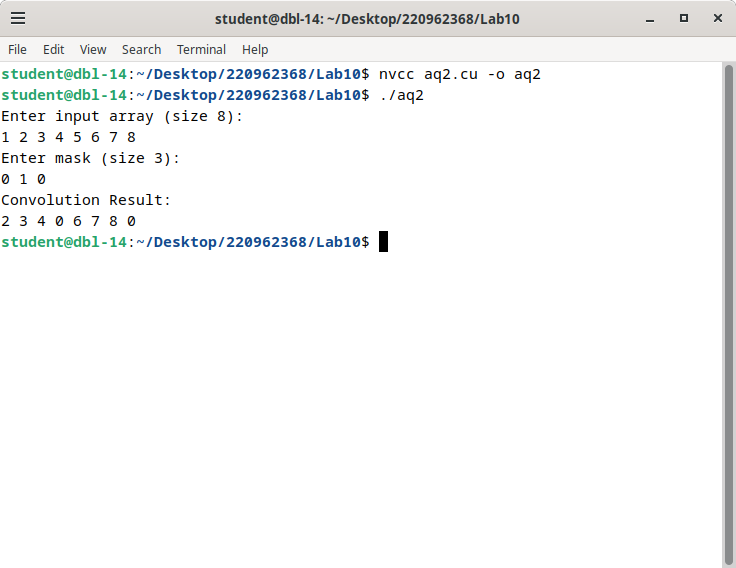 student@dbl-14: ~/Desktop/220962368/Lab10
File Edit View Search Terminal Help
student@dbl-14:~/Desktop/220962368/Lab10$ nvcc aq2.cu -o aq2
student@dbl-14:~/Desktop/220962368/Lab10$ ./aq2
Enter input array (size 8):
1 2 3 4 5 6 7 8
Enter mask (size 3):
0 1 0
Convolution Result:
2 3 4 0 6 7 8 0
student@dbl-14:~/Desktop/220962368/Lab10$